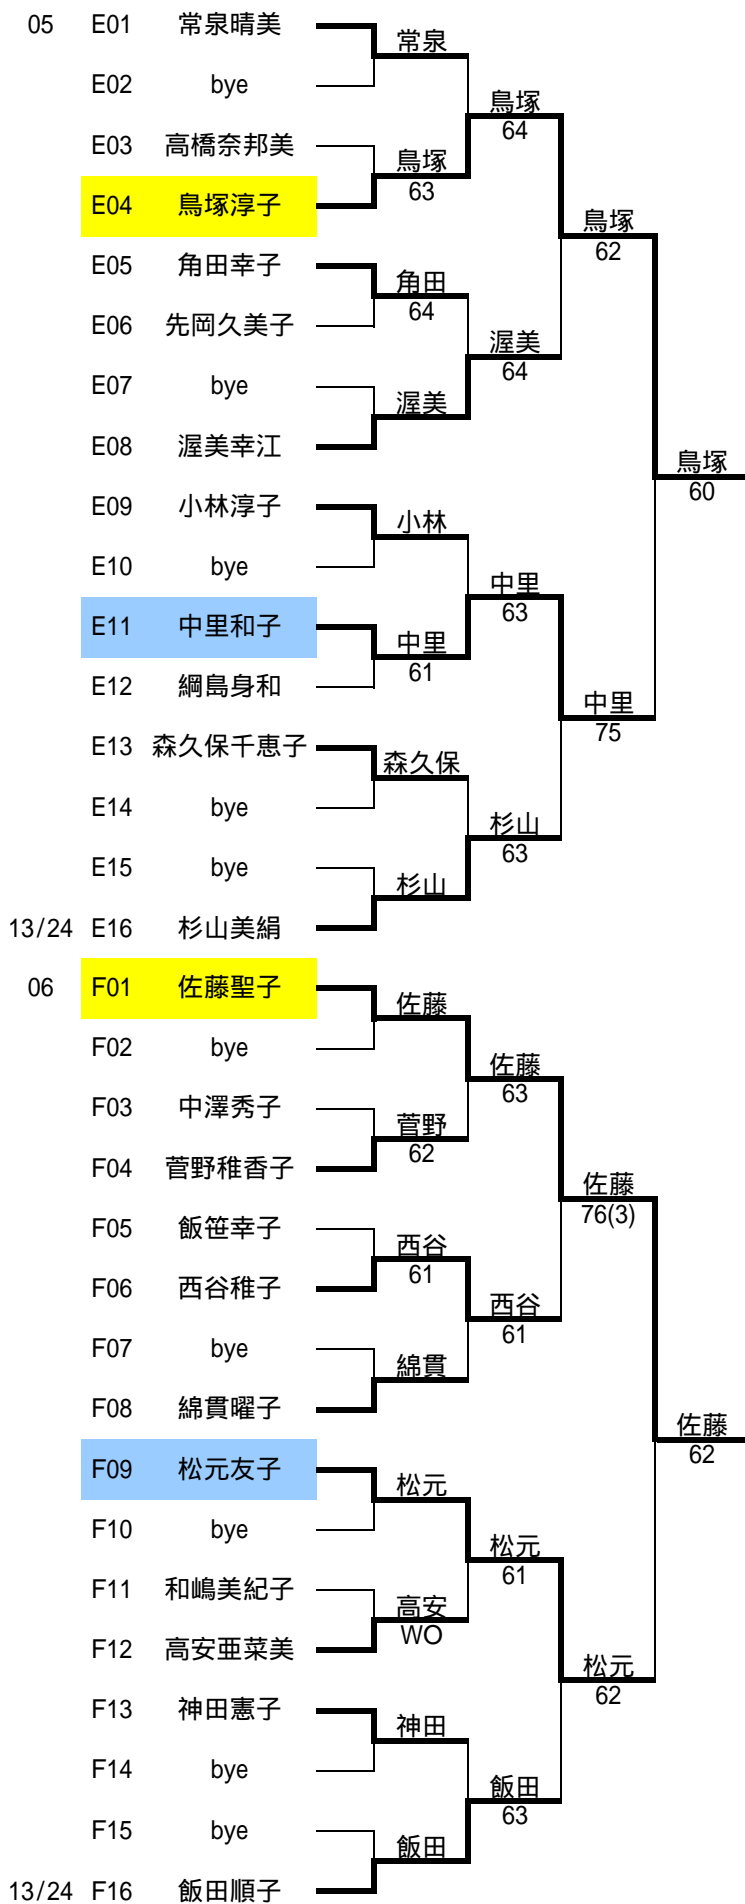 05 E01 常泉晴美
常泉
E02 bye
鳥塚
64
E03 高橋奈邦美
鳥塚
63
E04 鳥塚淳子
鳥塚
62
E05 角田幸子
角田
64
E06 先岡久美子
渥美
64
E07 bye
渥美
E08 渥美幸江
鳥塚
60
E09 小林淳子
小林
E10 bye
中里
63
E11 中里和子
中里
61
E12 綱島身和
中里
75
E13 森久保千恵子
森久保
E14 bye
杉山
63
E15 bye
杉山
13/24 E16 杉山美絹
06 F01 佐藤聖子
佐藤
F02 bye
佐藤
63
F03 中澤秀子
菅野
62
F04 菅野稚香子
佐藤
76(3)
F05 飯笹幸子
西谷
61
F06 西谷稚子
西谷
61
F07 bye
綿貫
F08 綿貫曜子
佐藤
62
F09 松元友子
松元
F10 bye
松元
61
F11 和嶋美紀子
高安
WO
F12 高安亜菜美
松元
62
F13 神田憲子
神田
F14 bye
飯田
63
F15 bye
飯田
13/24 F16 飯田順子